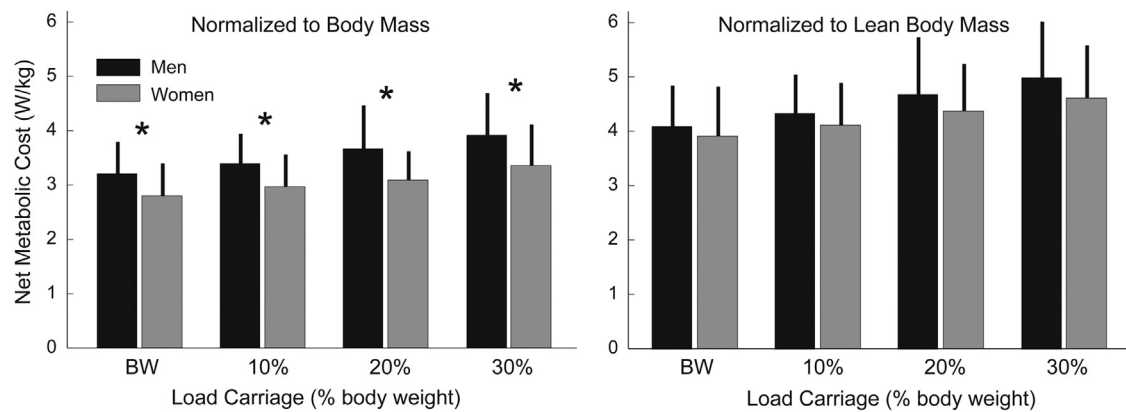 Normalized to Body Mass
Men
Women
* * * *
Net Metabolic Cost (W/kg)
6
5
4
3
2
1
0
BW 10% 20% 30%
Load Carriage (% body weight)
Normalized to Lean Body Mass
6
5
4
3
2
1
0
BW 10% 20% 30%
Load Carriage (% body weight)